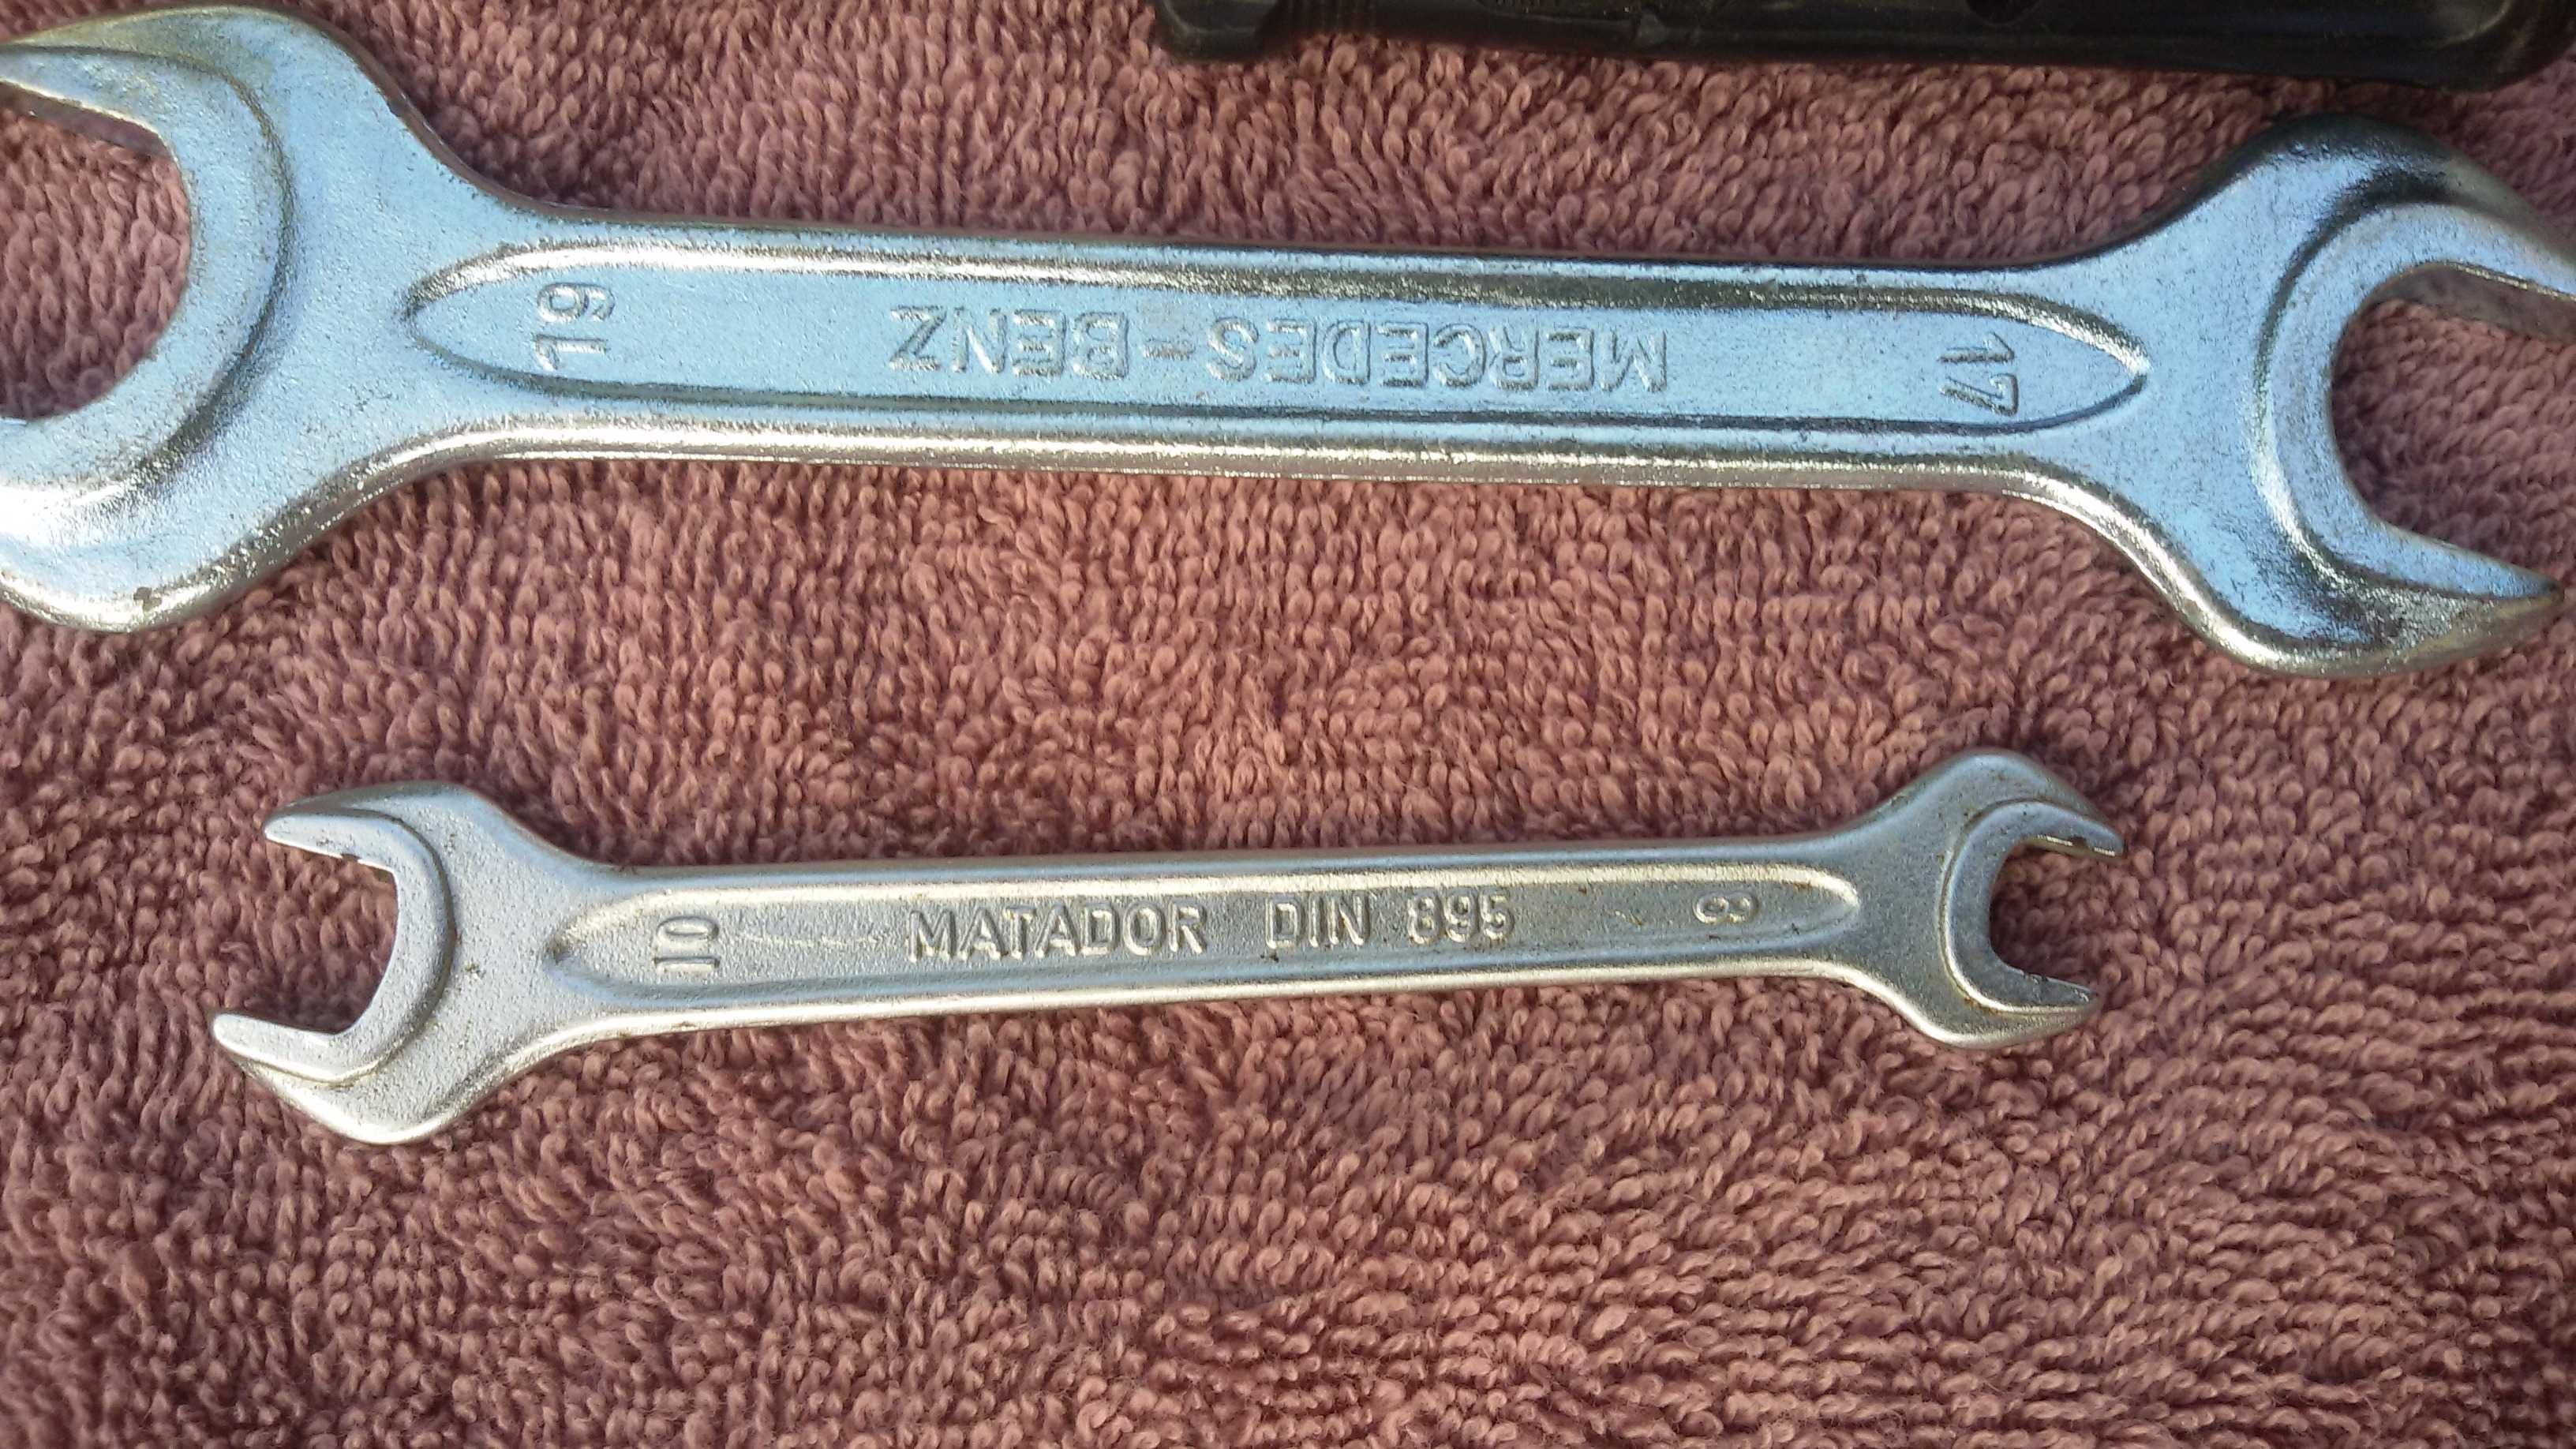 19 MERCEDES-BENZ 17
10 MATADOR DIN 895 8